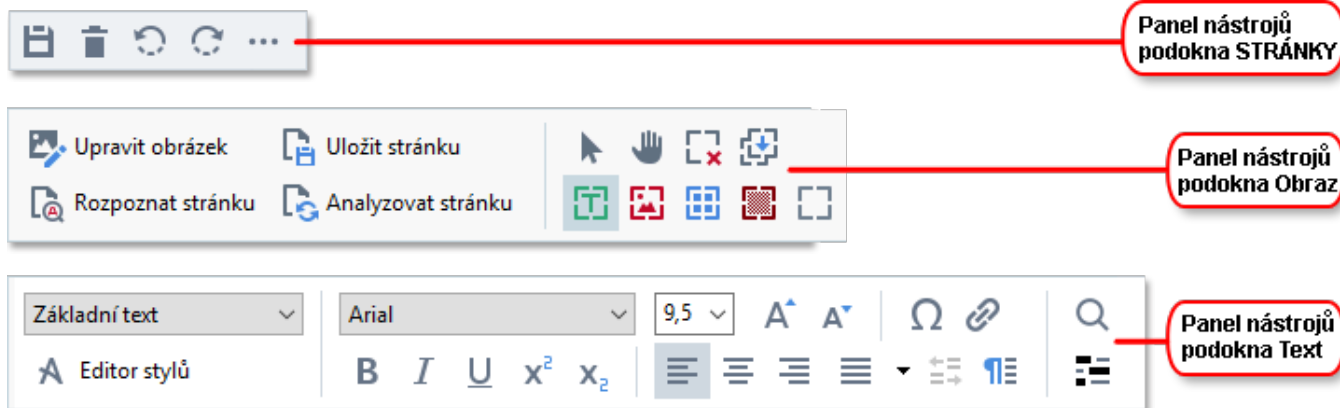 Panel nástrojů
podokna STRÁNKY
Upravit obrázek
Uložit stránku
Rozpoznat stránku
Analyzovat stránku
Panel nástrojů
podokna Obraz
Základní text
Arial
9,5
Editor stylů
Panel nástrojů
podokna Text